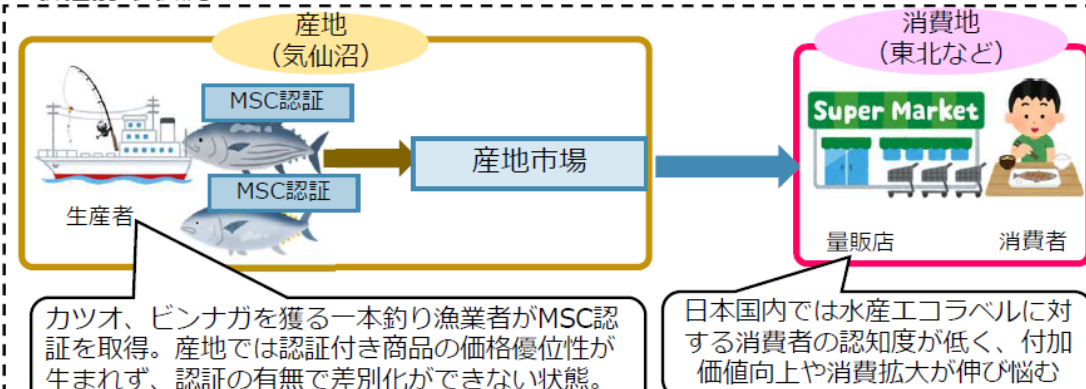 産地
（気仙沼）
消費地
（東北など）
MSC認証
Super Market
産地市場
MSC認証
生産者
量販店
消費者
カツオ、ビンナガを獲る一本釣り漁業者がMSC認
証を取得。産地では認証付き商品の価格優位性が
生まれず、認証の有無で差別化ができない状態。
日本国内では水産エコラベルに対
する消費者の認知度が低く、付加
価値向上や消費拡大が伸び悩む